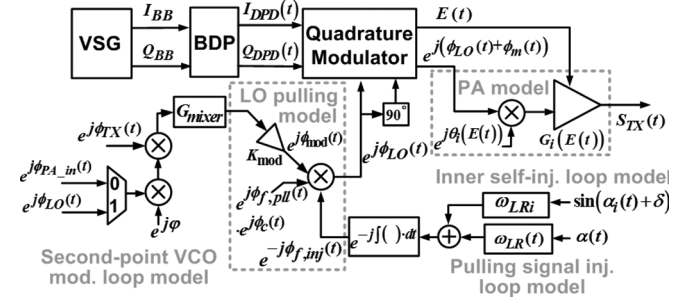 I_BB
I_DPD(t)
E(t)
VSG
BDP
Quadrature
Modulator
Q_BB
Q_DPD(t)
e^j(ϕ_LO(t)+ϕ_m(t))
LO pulling
model
PA model
G_mixer
90°
e^jϕ_TX(t)
K_mod
e^jϕ_mod(t)
e^jϕ_LO(t)
e^jθ_i(E(t))
G_i(E(t))
S_TX(t)
e^jϕ_PA_in(t)
0
1
e^jϕ_LO(t)
e^jφ
e^jϕ_f,pll(t)
·e^jϕ_c(t)
e^-jϕ_f,inj(t)
Inner self-inj. loop model
ω_LRi
sin(α_i(t)+δ)
e^-j∫( )·dt
+
ω_LR(t)
α(t)
Second-point VCO
mod. loop model
Pulling signal inj.
loop model